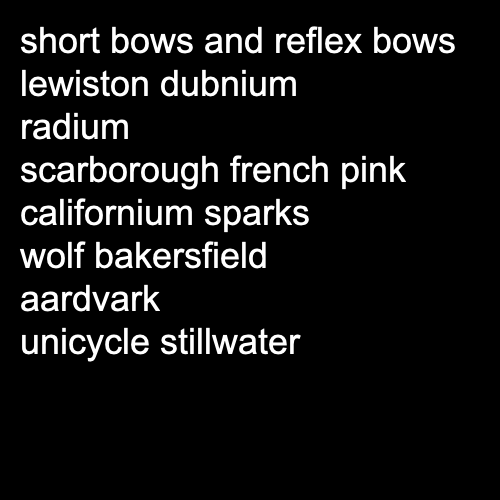 short bows and reflex bows
lewiston dubnium
radium
scarborough french pink
californium sparks
wolf bakersfield
aardvark
unicycle stillwater